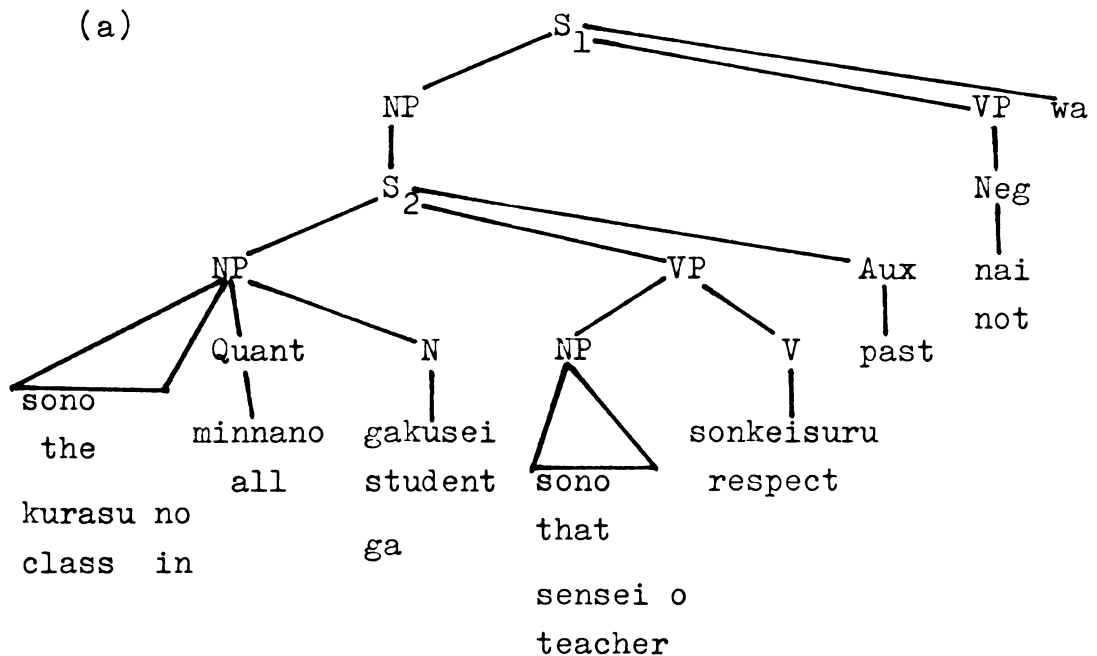 (a)
S1
NP VP wa
S2 Neg
NP VP Aux nai
not
Quant N NP V past
sono
the minnano gakusei sonkeisuru
all student sono respect
kurasu no that
class in ga
sensei o
teacher